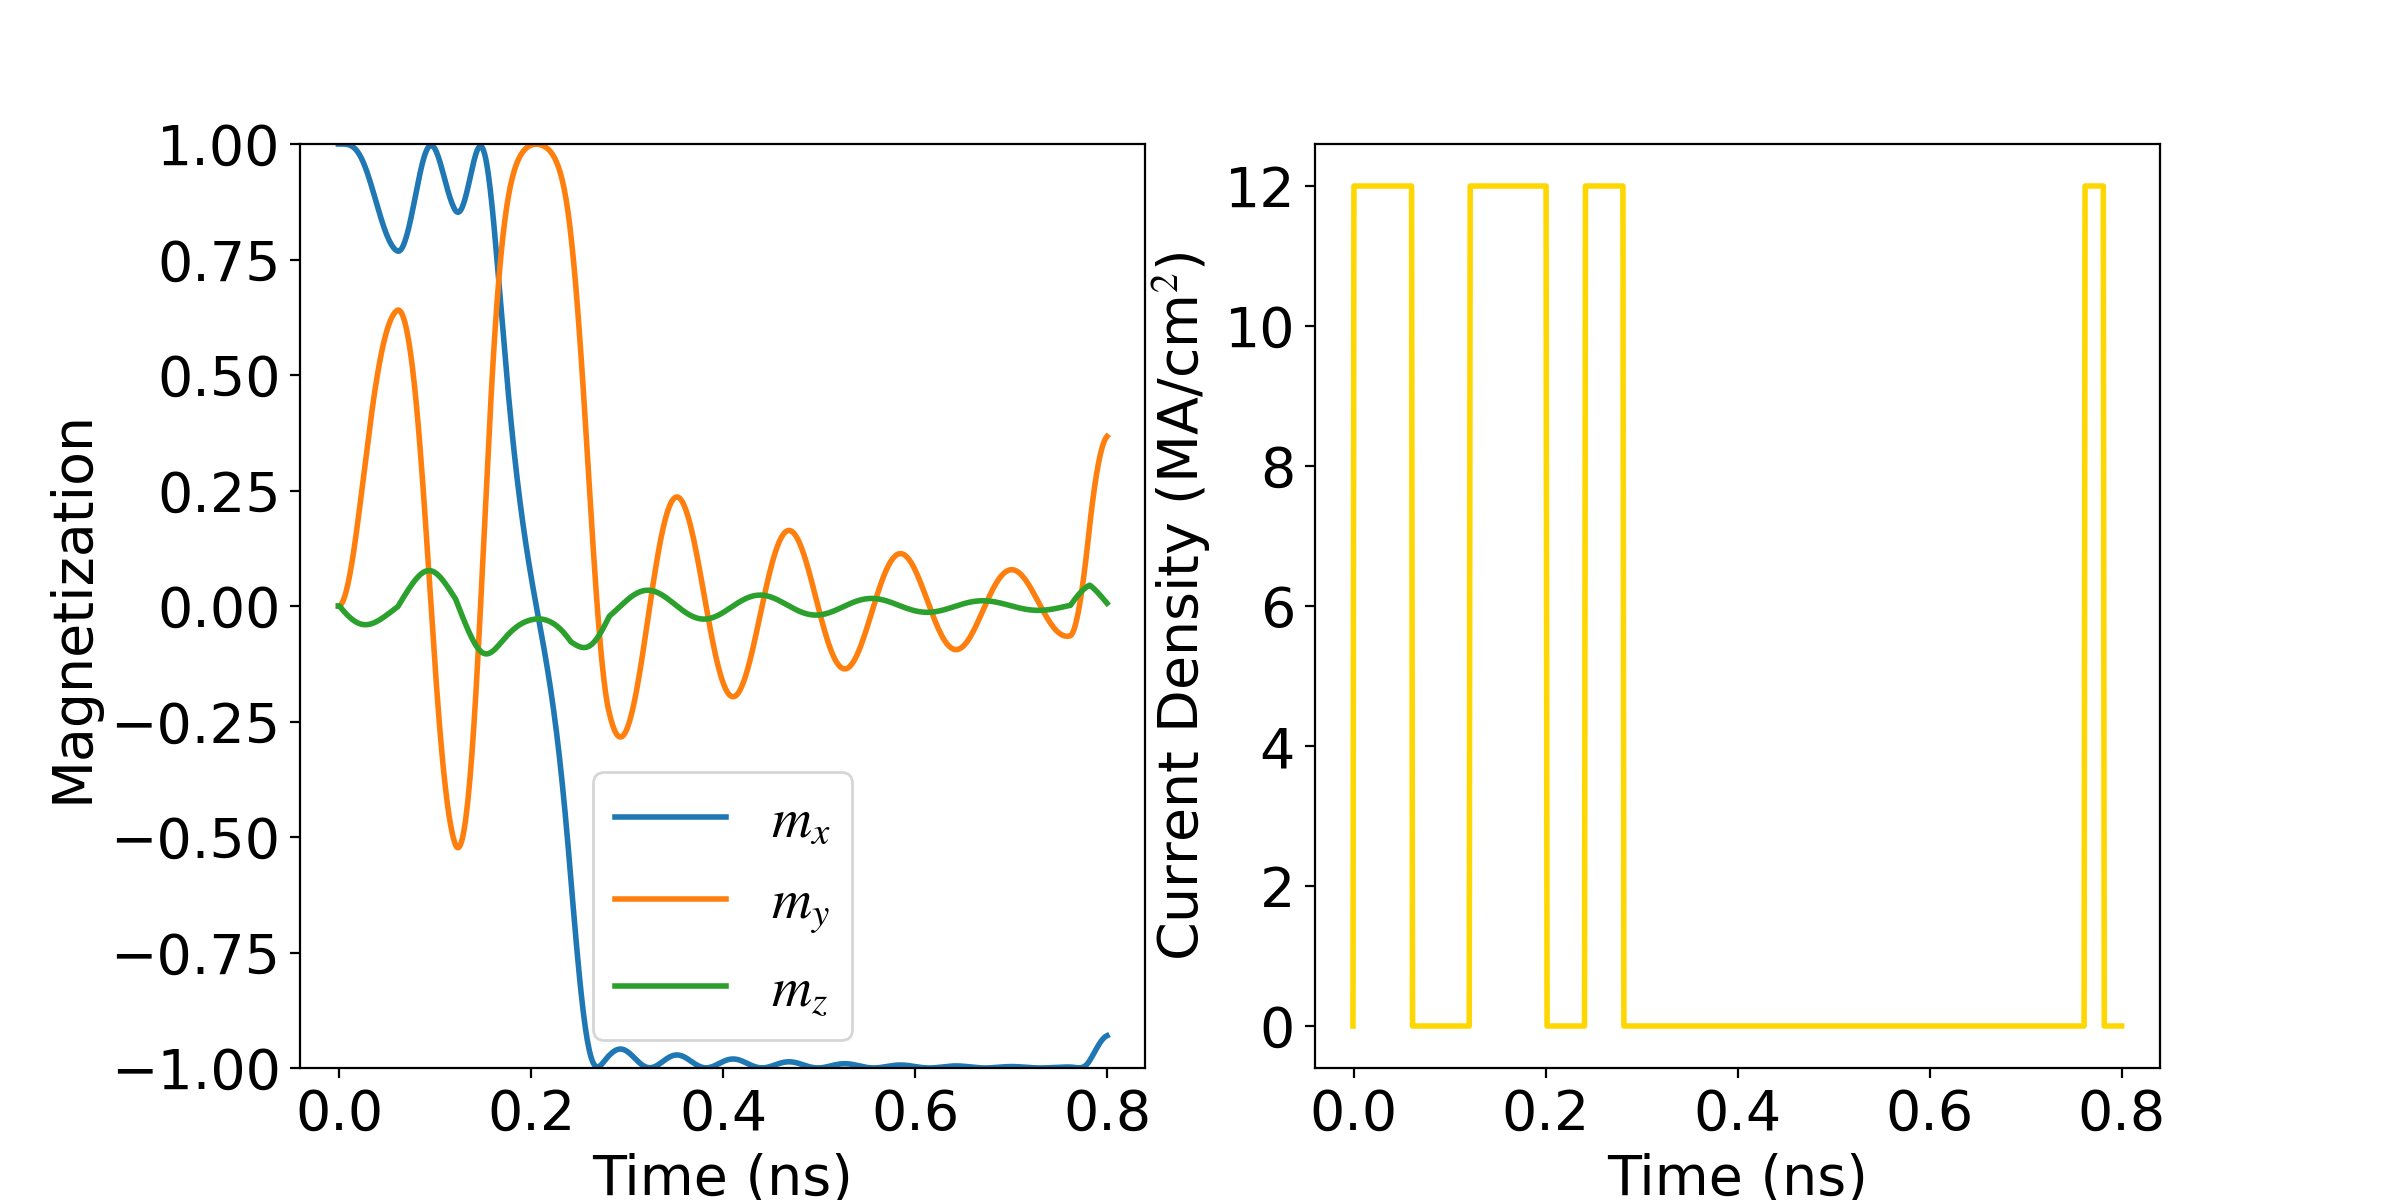 1.00
0.75
0.50
0.25
0.00
−0.25
−0.50
−0.75
−1.00
Magnetization
0.0 0.2 0.4 0.6 0.8
Time (ns)
m_x
m_y
m_z
12
10
8
6
4
2
0
Current Density (MA/cm²)
0.0 0.2 0.4 0.6 0.8
Time (ns)